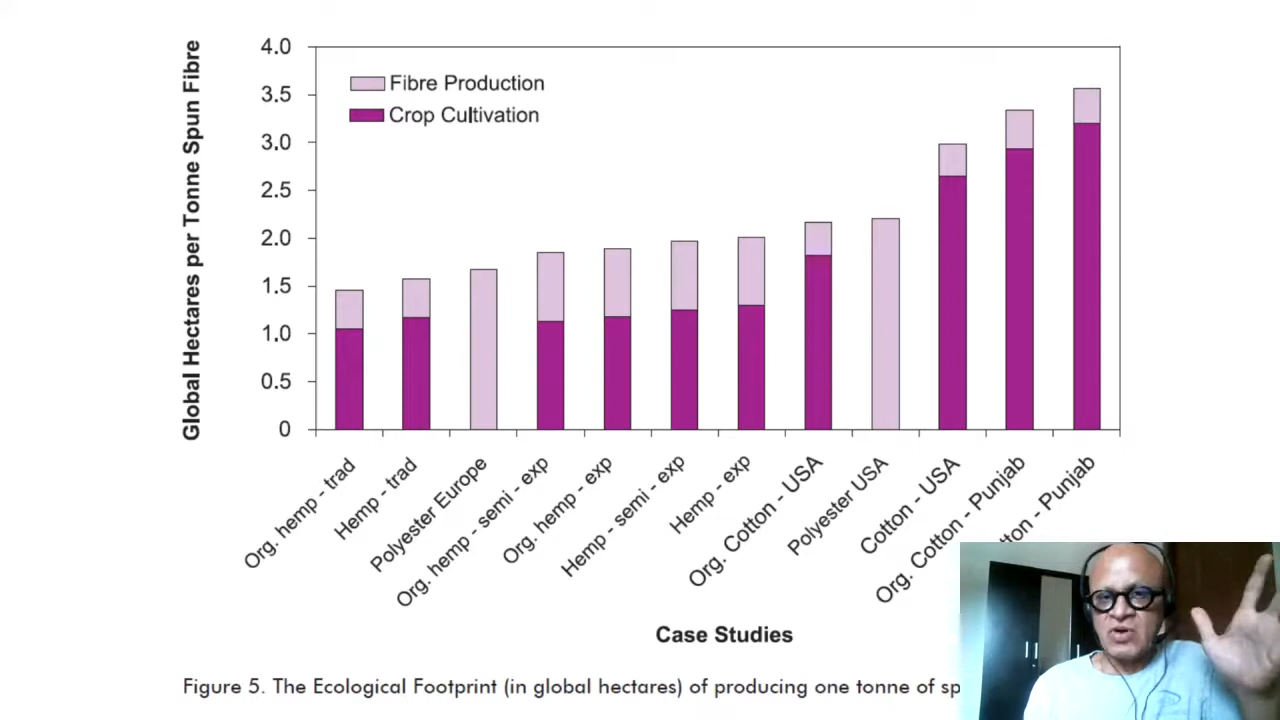 Global Hectares per Tonne Spun Fibre
4.0
3.5
3.0
2.5
2.0
1.5
1.0
0.5
0
Fibre Production
Crop Cultivation
Org. hemp - trad
Hemp - trad
Polyester Europe
Org. hemp - semi - exp
Org. hemp - exp
Hemp - semi - exp
Hemp - exp
Org. Cotton - USA
Polyester USA
Cotton - USA
Org. Cotton - Punjab
- Punjab
Case Studies
Figure 5. The Ecological Footprint (in global hectares) of producing one tonne of